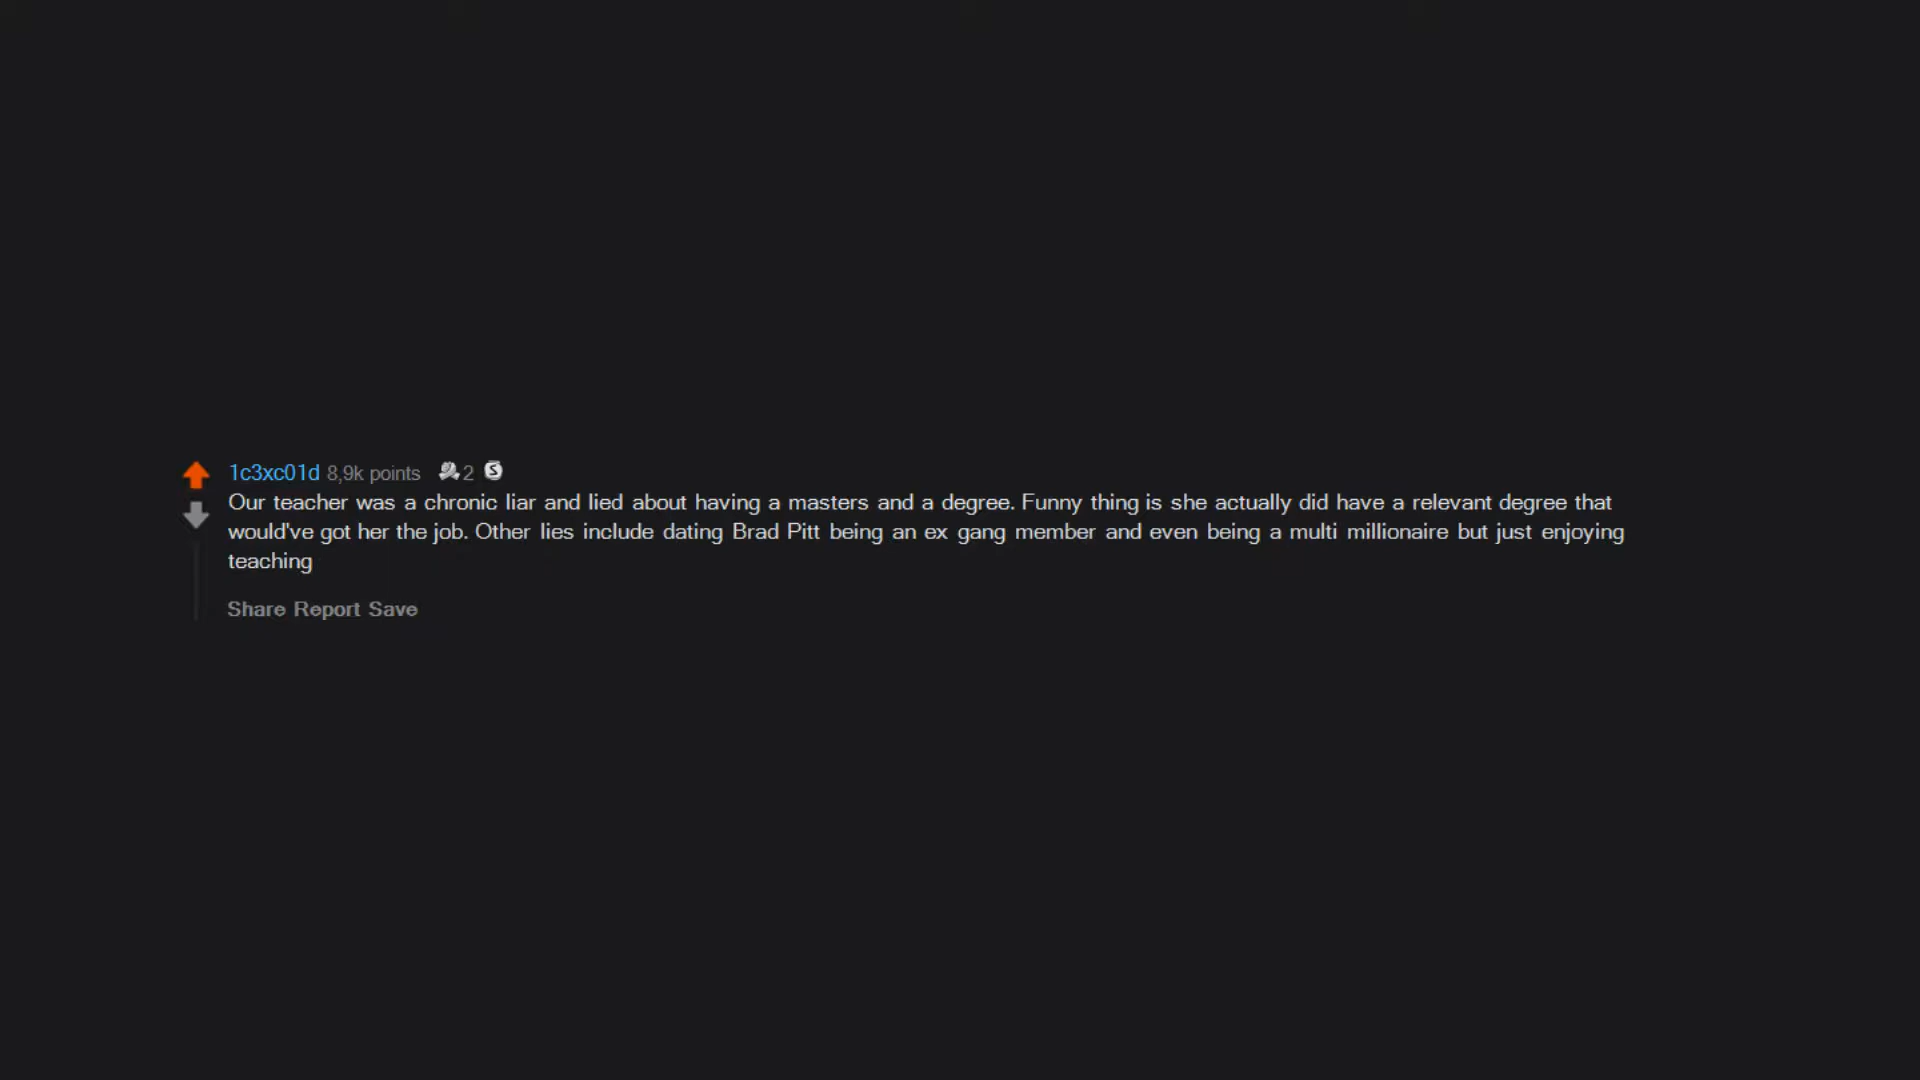 1c3xc01d 8,9k points 2 S
Our teacher was a chronic liar and lied about having a masters and a degree. Funny thing is she actually did have a relevant degree that
would've got her the job. Other lies include dating Brad Pitt being an ex gang member and even being a multi millionaire but just enjoying
teaching
Share Report Save